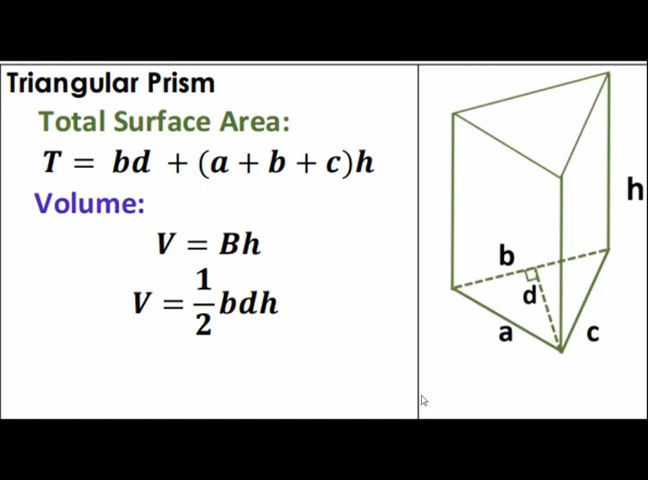 Triangular Prism
Total Surface Area:
T = bd + (a + b + c)h
Volume:
V = Bh
V = 1/2 bdh
h
b
d
a
c